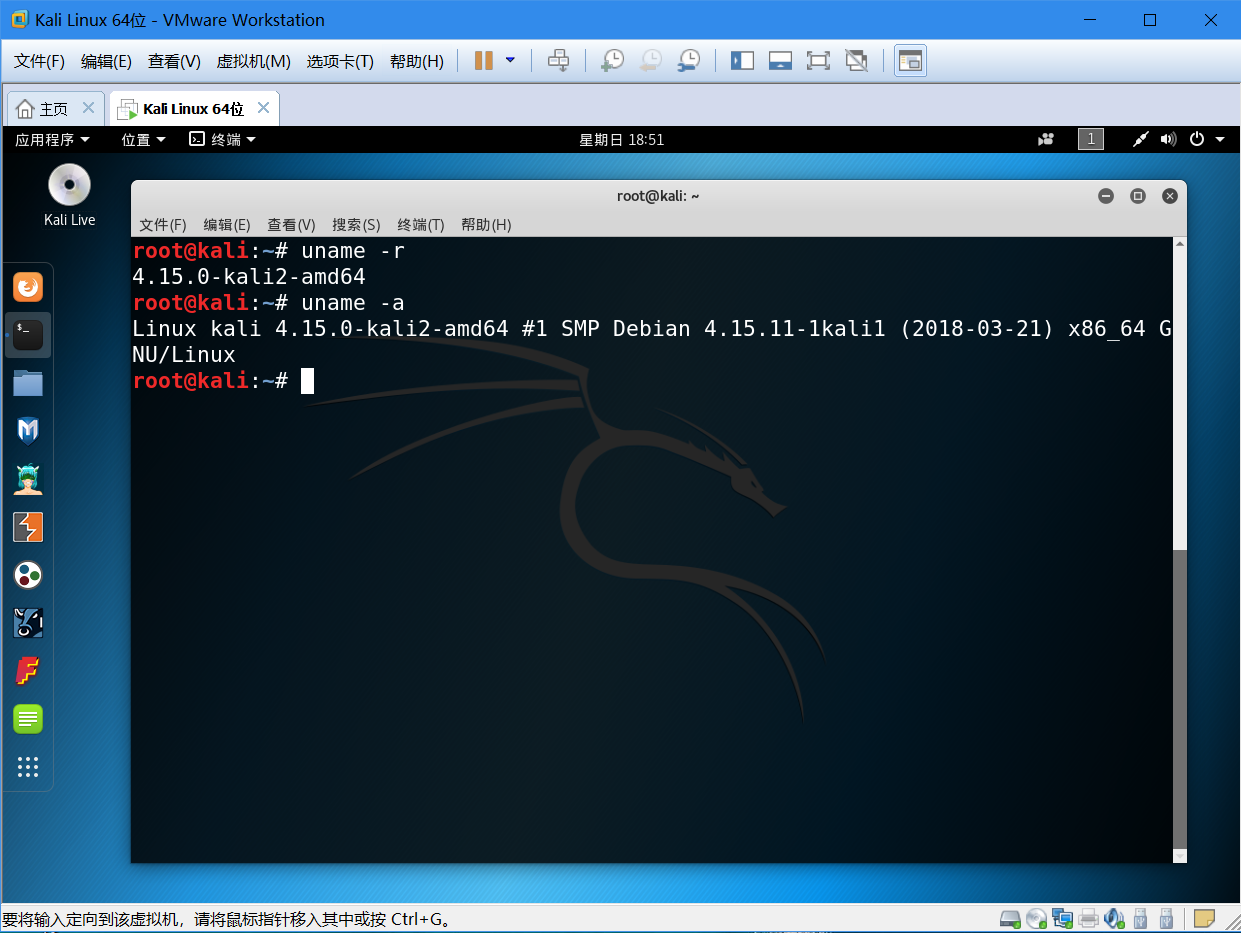 Kali Linux 64位 - VMware Workstation
文件(F) 编辑(E) 查看(V) 虚拟机(M) 选项卡(T) 帮助(H)
主页 Kali Linux 64位
应用程序 位置 终端 星期日 18:51 1
Kali Live
root@kali: ~
文件(F) 编辑(E) 查看(V) 搜索(S) 终端(T) 帮助(H)
root@kali:~# uname -r
4.15.0-kali2-amd64
root@kali:~# uname -a
Linux kali 4.15.0-kali2-amd64 #1 SMP Debian 4.15.11-1kali1 (2018-03-21) x86_64 G
NU/Linux
root@kali:~#
要将输入定向到该虚拟机，请将鼠标指针移入其中或按 Ctrl+G。